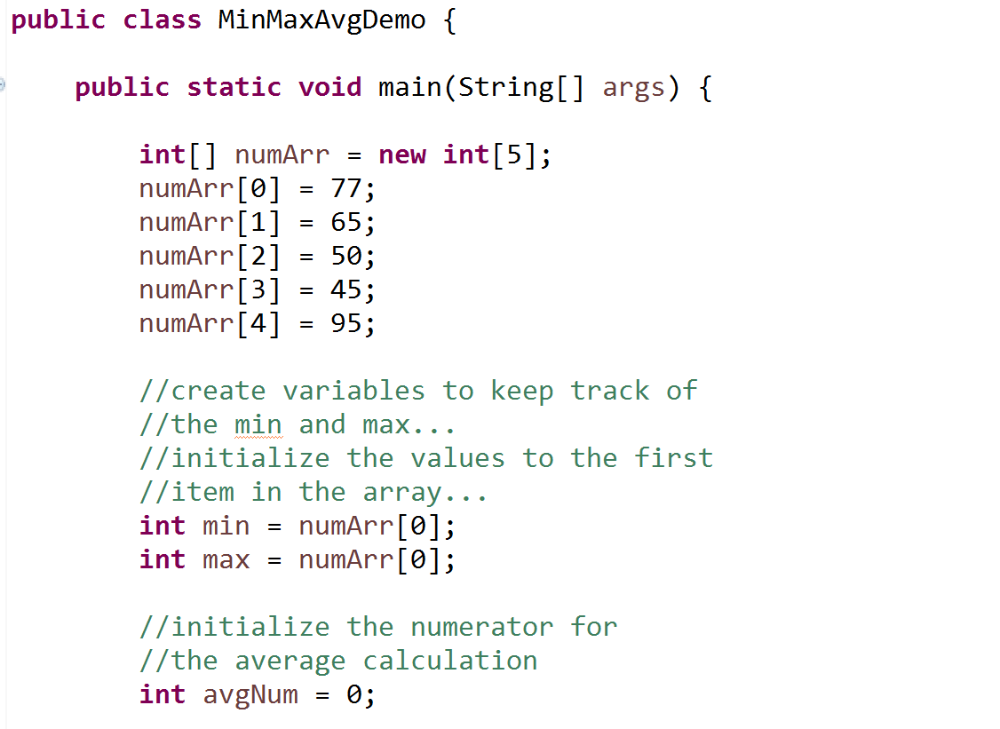 public class MinMaxAvgDemo {
public static void main(String[] args) {
int[] numArr = new int[5];
numArr[0] = 77;
numArr[1] = 65;
numArr[2] = 50;
numArr[3] = 45;
numArr[4] = 95;
//create variables to keep track of
//the min and max...
//initialize the values to the first
//item in the array...
int min = numArr[0];
int max = numArr[0];
//initialize the numerator for
//the average calculation
int avgNum = 0;